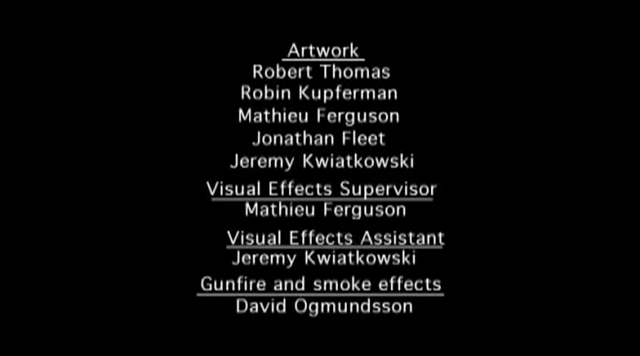 Artwork
Robert Thomas
Robin Kupferman
Mathieu Ferguson
Jonathan Fleet
Jeremy Kwiatkowski
Visual Effects Supervisor
Mathieu Ferguson
Visual Effects Assistant
Jeremy Kwiatkowski
Gunfire and smoke effects
David Ogmundsson